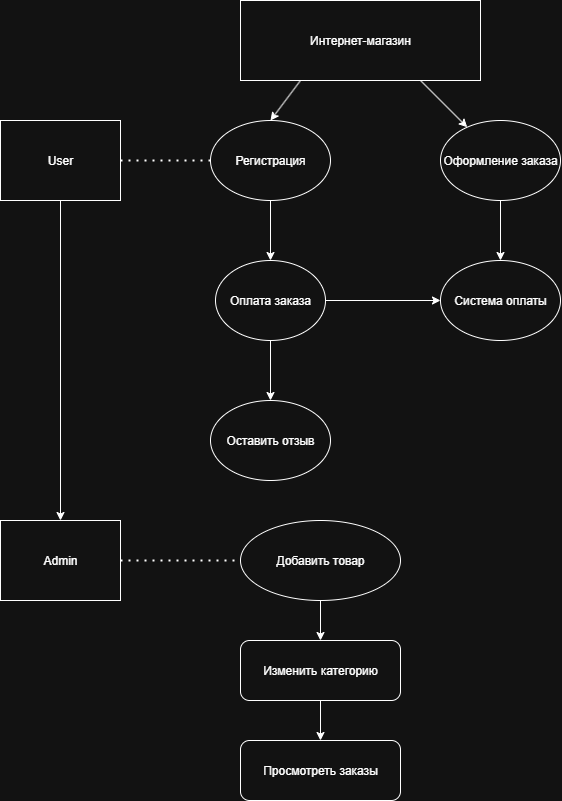 Интернет-магазин
User
Регистрация
Оформление заказа
Оплата заказа
Система оплаты
Оставить отзыв
Admin
Добавить товар
Изменить категорию
Просмотреть заказы